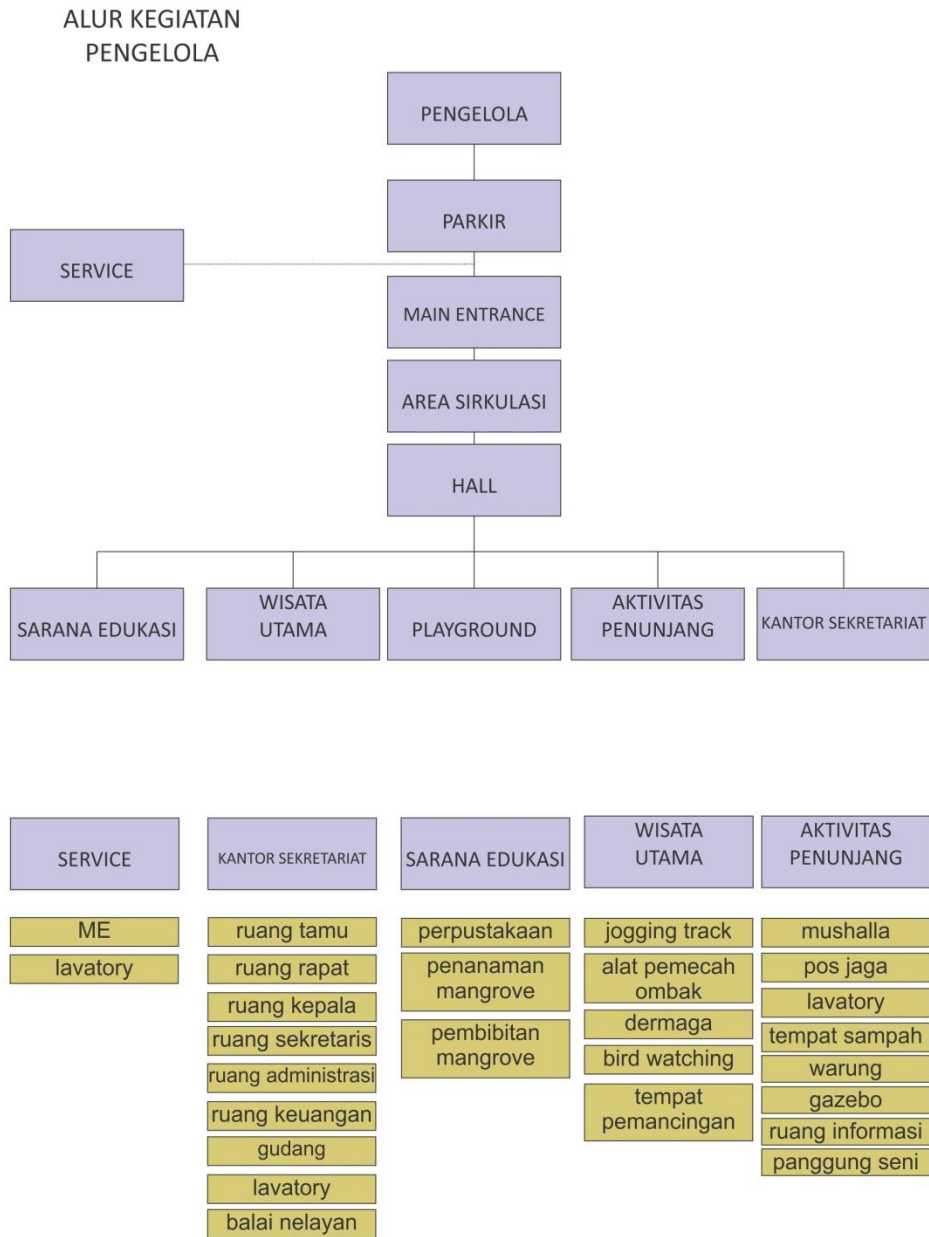 ALUR KEGIATAN
PENGELOLA
PENGELOLA
PARKIR
SERVICE
MAIN ENTRANCE
AREA SIRKULASI
HALL
SARANA EDUKASI
WISATA
UTAMA
PLAYGROUND
AKTIVITAS
PENUNJANG
KANTOR SEKRETARIAT
SERVICE
ME
lavatory
KANTOR SEKRETARIAT
ruang tamu
ruang rapat
ruang kepala
ruang sekretaris
ruang administrasi
ruang keuangan
gudang
lavatory
balai nelayan
SARANA EDUKASI
perpustakaan
penanaman
mangrove
pembibitan
mangrove
WISATA
UTAMA
jogging track
alat pemecah
ombak
dermaga
bird watching
tempat
pemancingan
AKTIVITAS
PENUNJANG
mushalla
pos jaga
lavatory
tempat sampah
warung
gazebo
ruang informasi
panggung seni